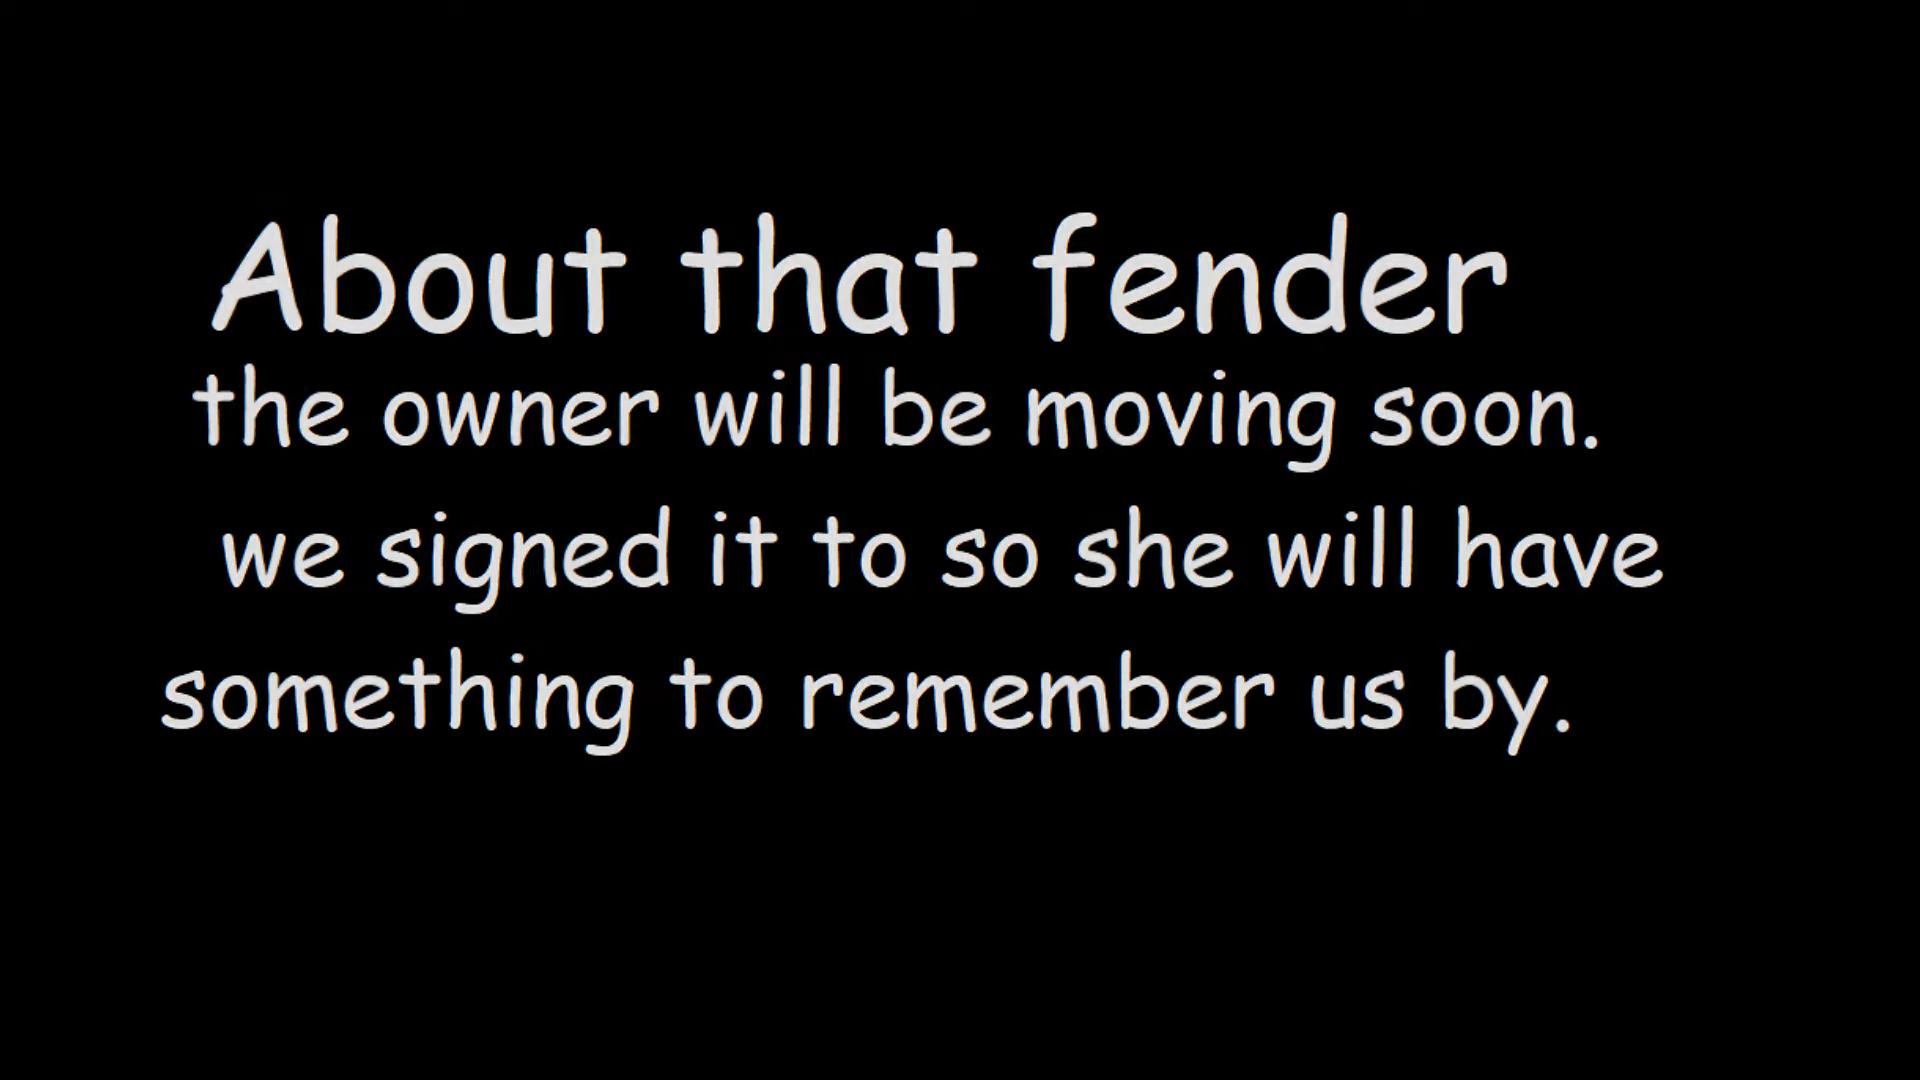 About that fender
the owner will be moving soon.
we signed it to so she will have
something to remember us by.